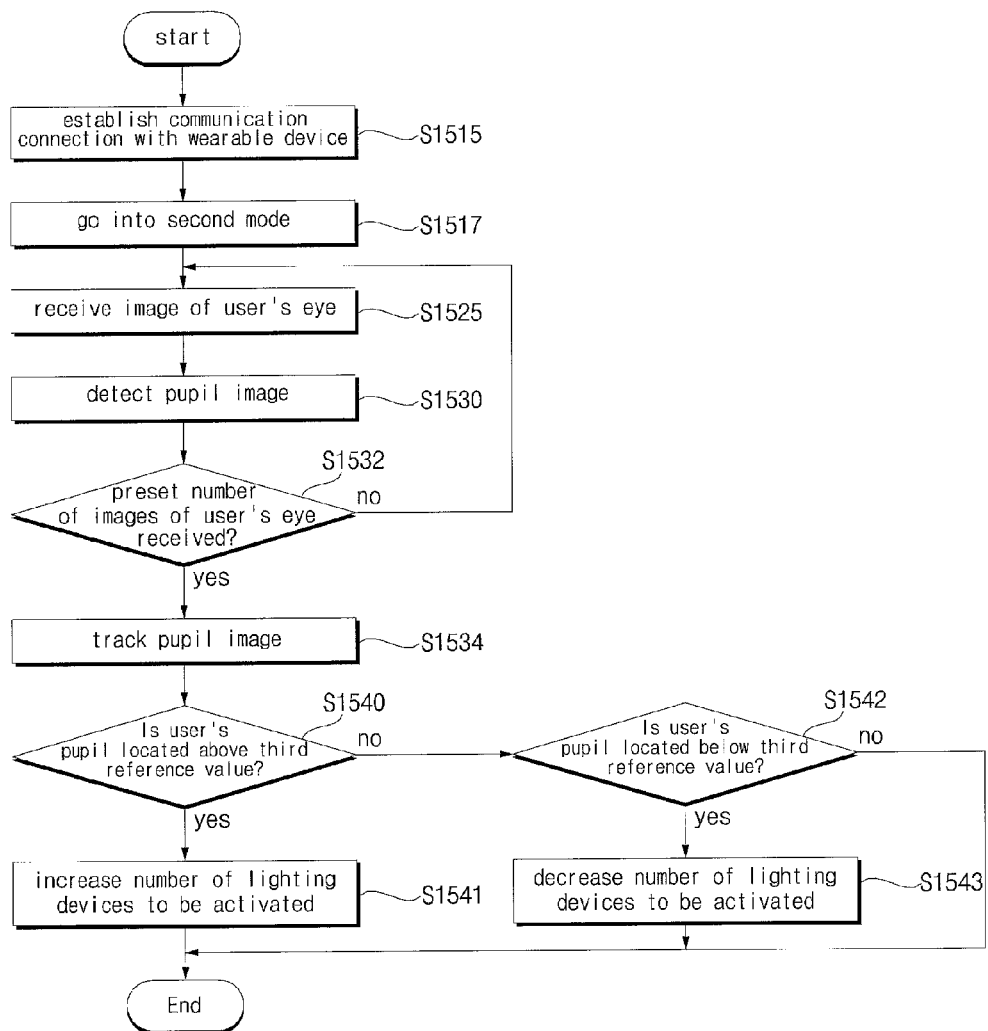 start
establish communication
connection with wearable device
S1515
go into second mode
S1517
receive image of user's eye
S1525
detect pupil image
S1530
S1532
preset number
of images of user's eye
received?
no
yes
track pupil image
S1534
S1540
Is user's
pupil located above third
reference value?
no
yes
S1542
Is user's
pupil located below third
reference value?
no
yes
increase number of lighting
devices to be activated
S1541
decrease number of lighting
devices to be activated
S1543
End